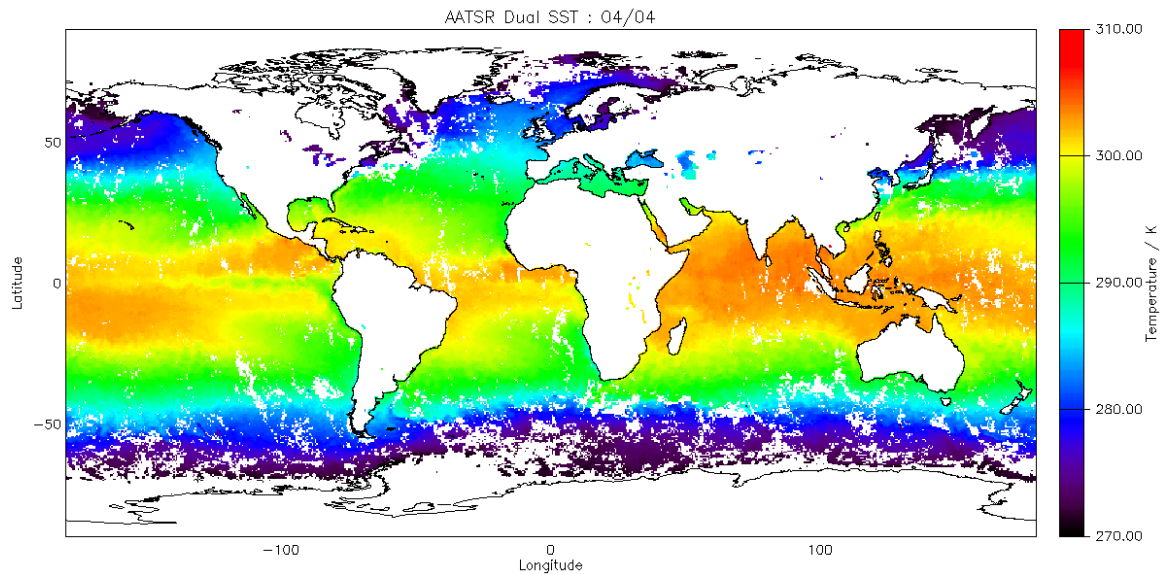 AATSR Dual SST : 04/04
310.00
300.00
290.00
280.00
270.00
Temperature / K
Latitude
50
0
−50
−100
0
100
Longitude